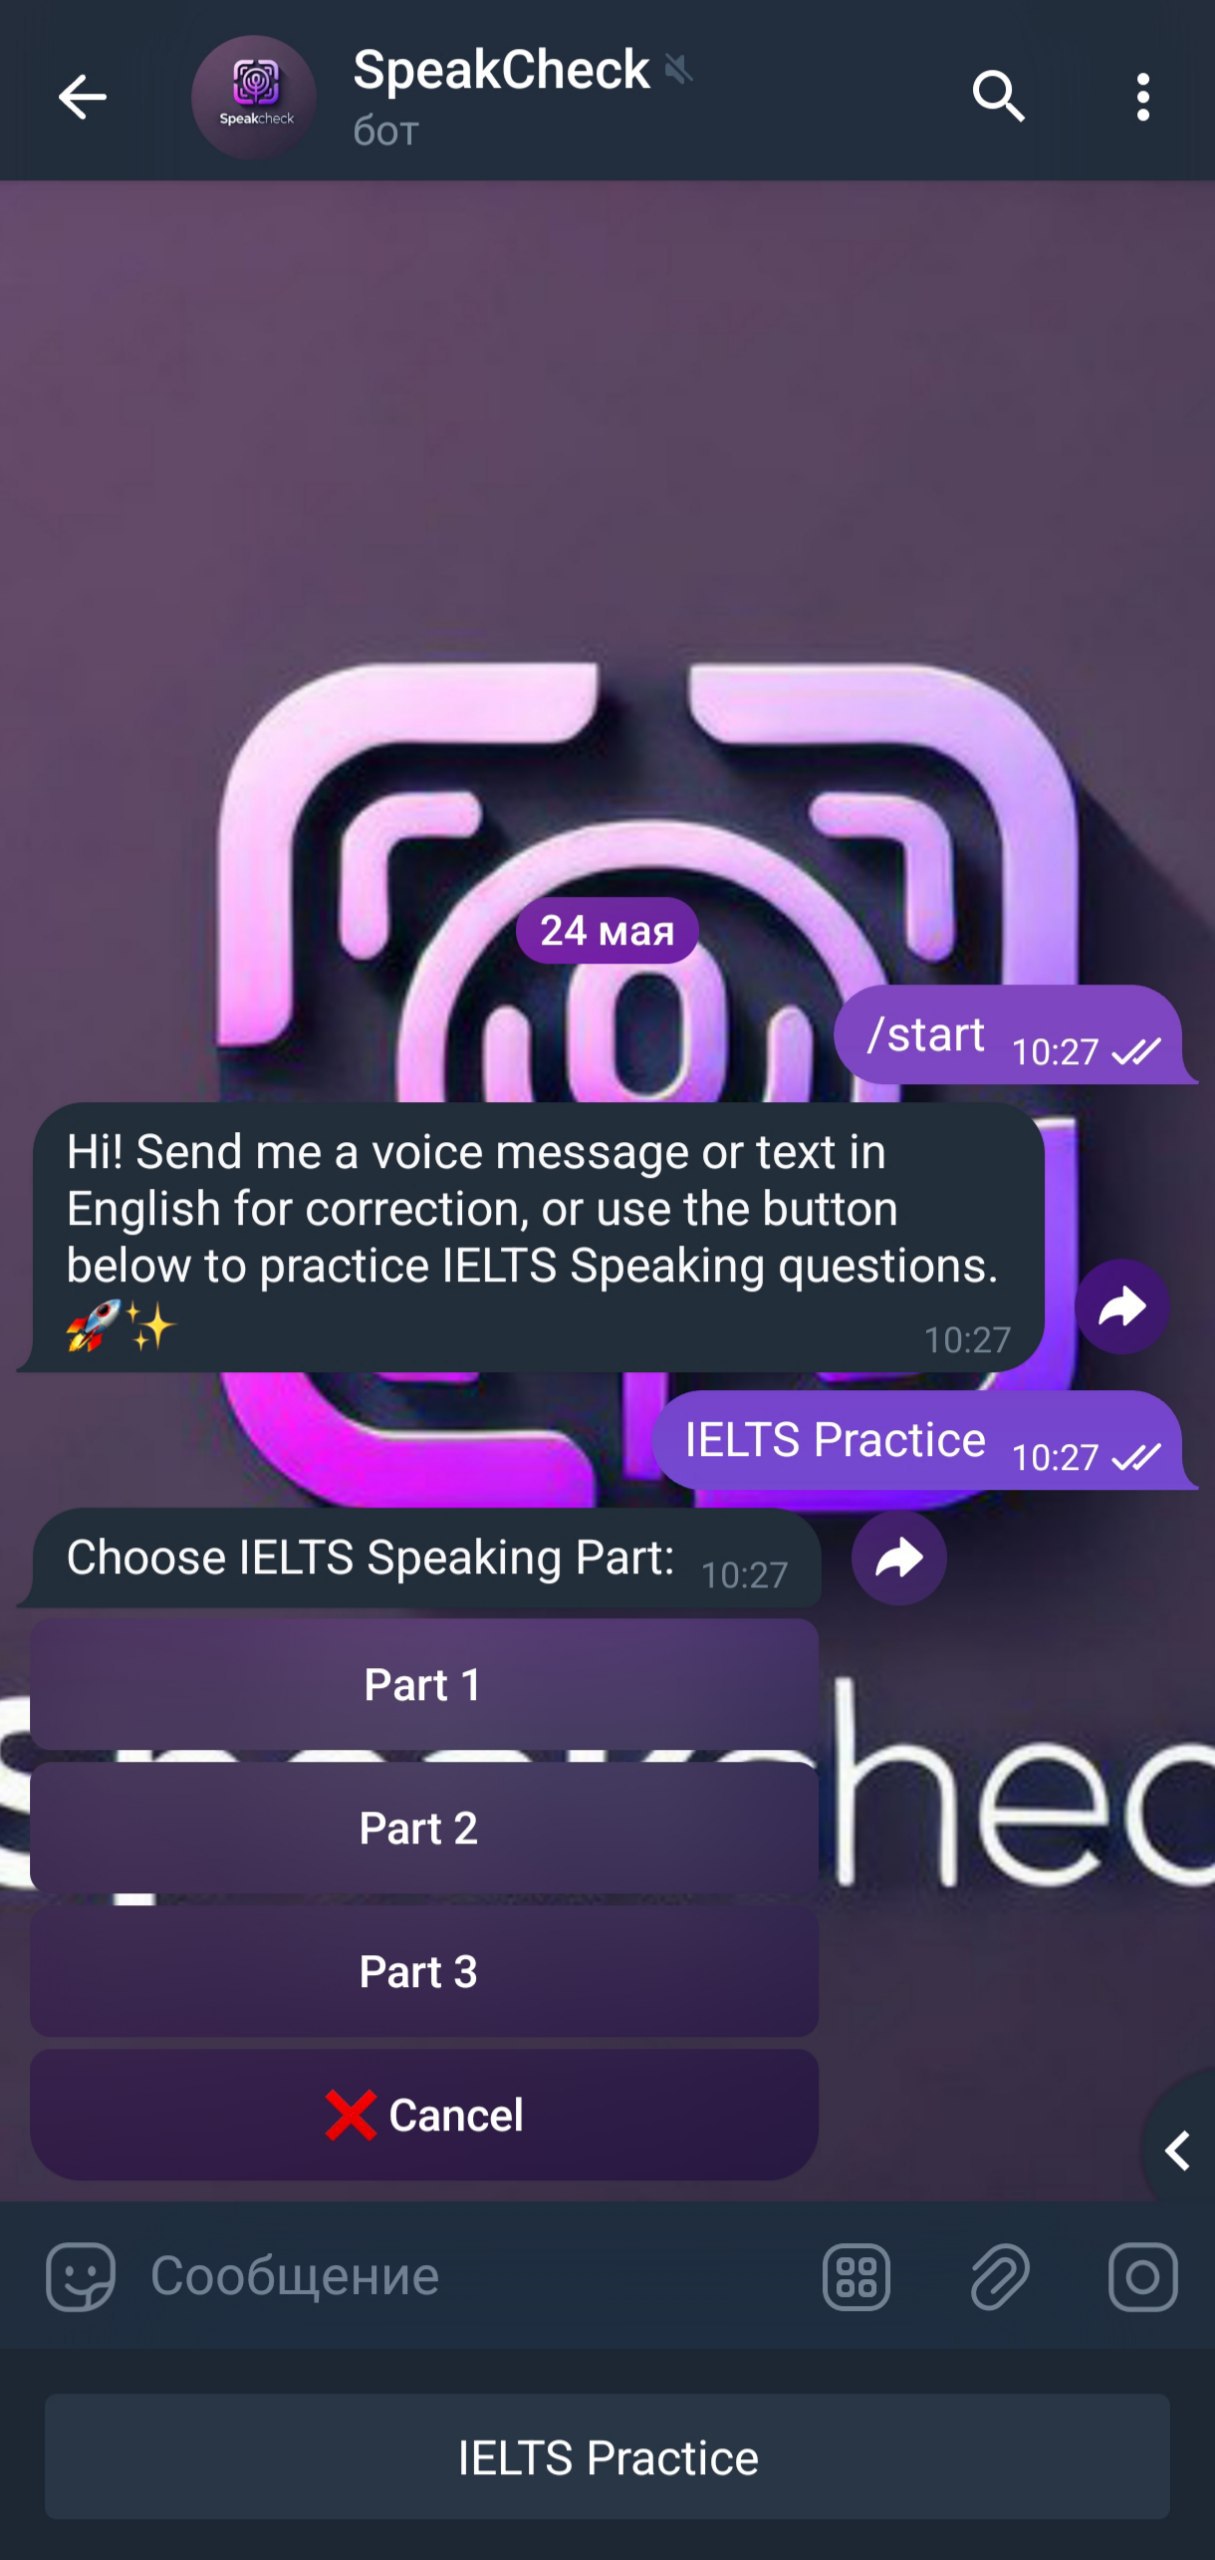 SpeakCheck
бот
Speakcheck
24 мая
/start 10:27
Hi! Send me a voice message or text in
English for correction, or use the button
below to practice IELTS Speaking questions.
🚀✨ 10:27
IELTS Practice 10:27
Choose IELTS Speaking Part: 10:27
Part 1
Part 2
Part 3
❌ Cancel
Сообщение
IELTS Practice